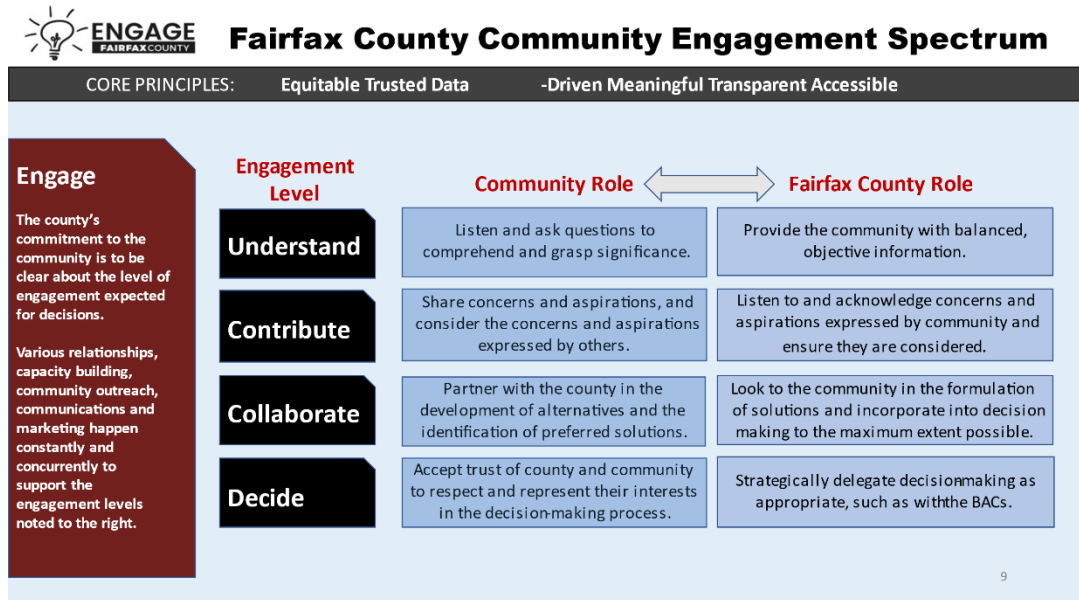 ENGAGE
FAIRFAXCOUNTY
Fairfax County Community Engagement Spectrum
CORE PRINCIPLES: Equitable Trusted Data -Driven Meaningful Transparent Accessible
Engage
The county's
commitment to the
community is to be
clear about the level of
engagement expected
for decisions.
Various relationships,
capacity building,
community outreach,
communications and
marketing happen
constantly and
concurrently to
support the
engagement levels
noted to the right.
Engagement
Level
Community Role
Fairfax County Role
Understand
Listen and ask questions to
comprehend and grasp significance.
Provide the community with balanced,
objective information.
Contribute
Share concerns and aspirations, and
consider the concerns and aspirations
expressed by others.
Listen to and acknowledge concerns and
aspirations expressed by community and
ensure they are considered.
Collaborate
Partner with the county in the
development of alternatives and the
identification of preferred solutions.
Look to the community in the formulation
of solutions and incorporate into decision
making to the maximum extent possible.
Decide
Accept trust of county and community
to respect and represent their interests
in the decision-making process.
Strategically delegate decisionmaking as
appropriate, such as withthe BACs.
9